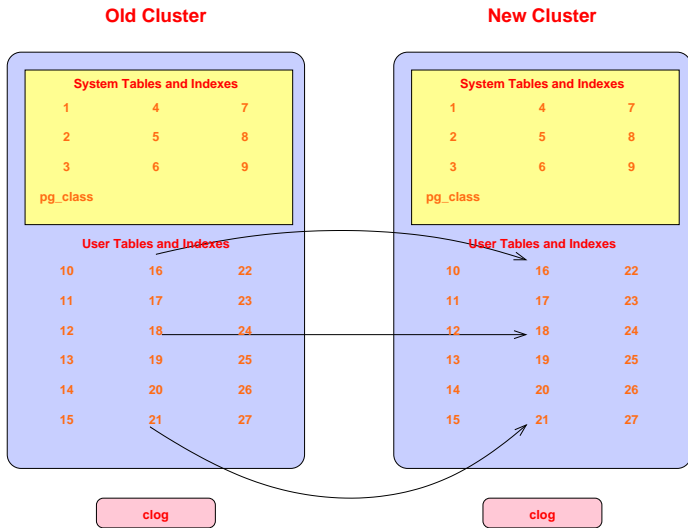 Old Cluster
System Tables and Indexes
1 4 7
2 5 8
3 6 9
pg_class
User Tables and Indexes
10 16 22
11 17 23
12 18 24
13 19 25
14 20 26
15 21 27
clog
New Cluster
System Tables and Indexes
1 4 7
2 5 8
3 6 9
pg_class
User Tables and Indexes
10 16 22
11 17 23
12 18 24
13 19 25
14 20 26
15 21 27
clog